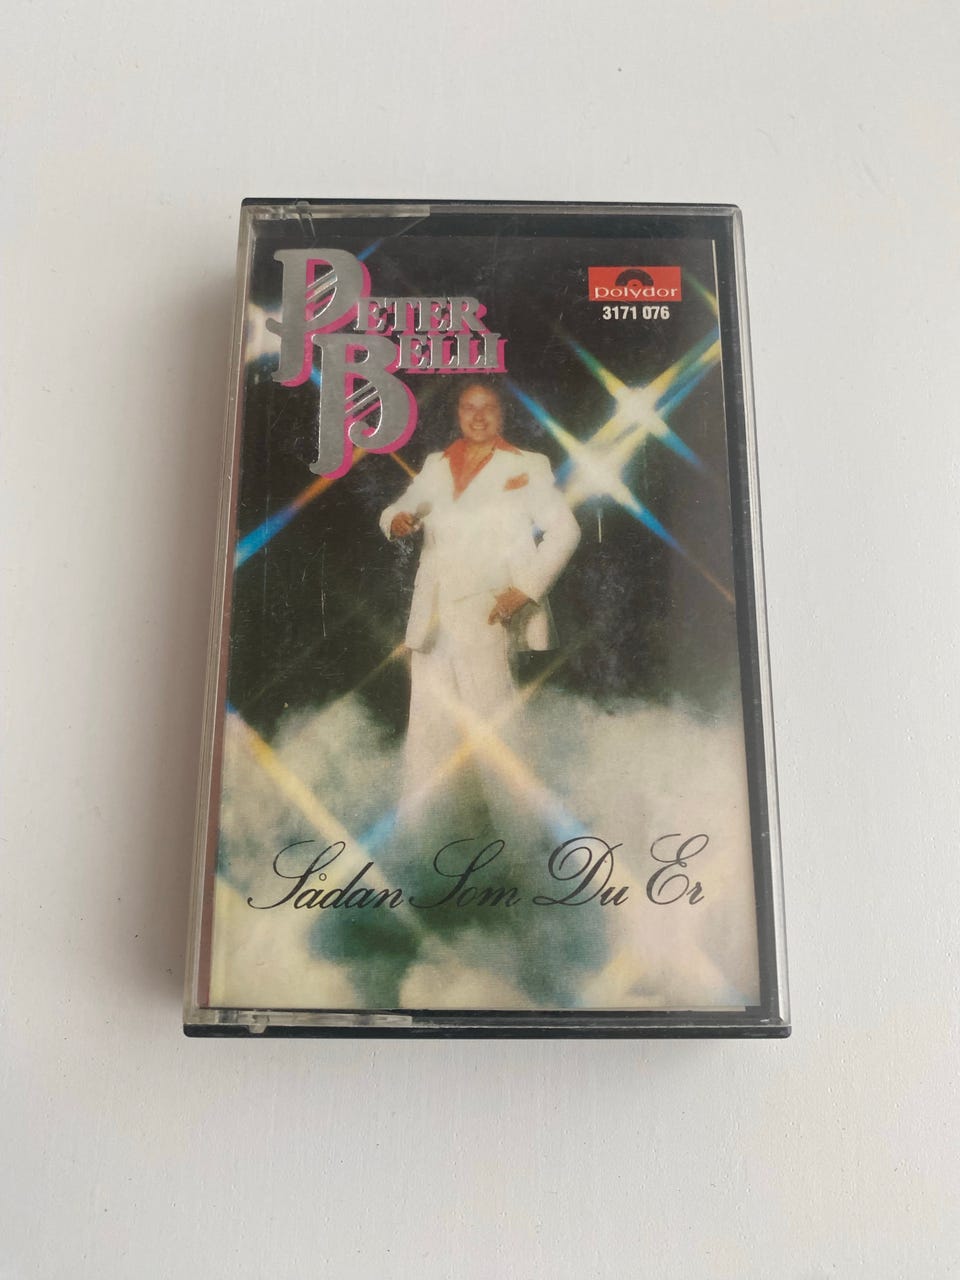 PETER
BELLI
polydor
3171 076
Sådan Som Du Er